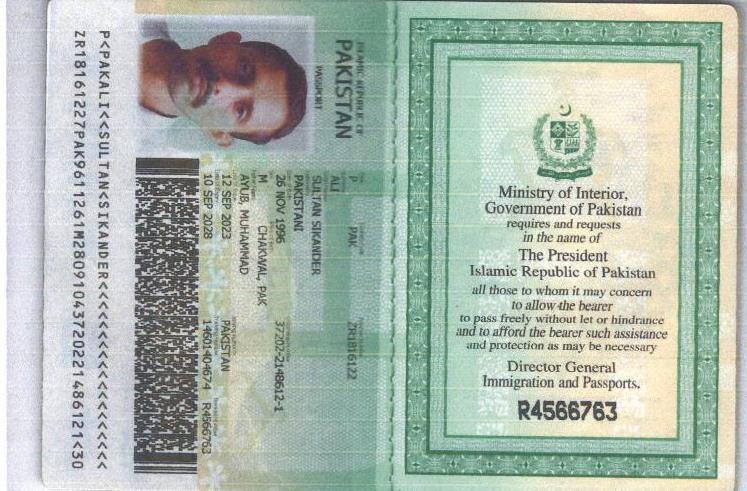 ISLAMIC REPUBLIC OF
PAKISTAN
PASSPORT
P PAK ZR1816122
ALI
SULTAN SIKANDER
PAKISTANI 37202-2148612-1
26 NOV 1996
M CHAKWAL, PAK
AYUB, MUHAMMAD
12 SEP 2023 PAKISTAN
10 SEP 2028 14601404674 R4566763
P<PAKALI<<SULTAN<SIKANDER<<<<<<<<<<<<<<<<<<<
ZR18161227PAK9611261M28091043720221486121<30
Ministry of Interior,
Government of Pakistan
requires and requests
in the name of
The President
Islamic Republic of Pakistan
all those to whom it may concern
to allow the bearer
to pass freely without let or hindrance
and to afford the bearer such assistance
and protection as may be necessary
Director General
Immigration and Passports.
R4566763